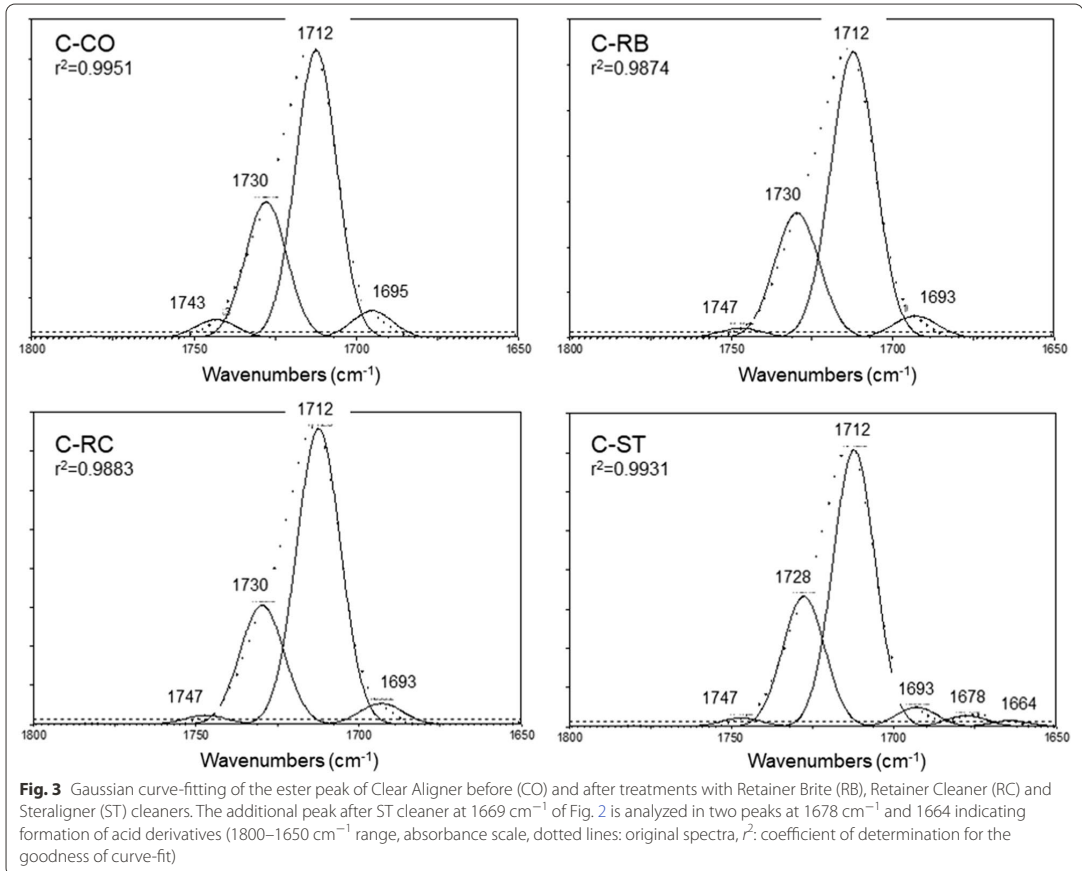 C-CO
r²=0.9951
1712
1730
1743
1695
1800
1750
1700
1650
Wavenumbers (cm⁻¹)
C-RB
r²=0.9874
1712
1730
1747
1693
1800
1750
1700
1650
Wavenumbers (cm⁻¹)
C-RC
r²=0.9883
1712
1730
1747
1693
1800
1750
1700
1650
Wavenumbers (cm⁻¹)
C-ST
r²=0.9931
1712
1728
1747
1693
1678
1664
1800
1750
1700
1650
Wavenumbers (cm⁻¹)
Fig. 3 Gaussian curve-fitting of the ester peak of Clear Aligner before (CO) and after treatments with Retainer Brite (RB), Retainer Cleaner (RC) and
Steraligner (ST) cleaners. The additional peak after ST cleaner at 1669 cm⁻¹ of Fig. 2 is analyzed in two peaks at 1678 cm⁻¹ and 1664 indicating
formation of acid derivatives (1800–1650 cm⁻¹ range, absorbance scale, dotted lines: original spectra, r²: coefficient of determination for the
goodness of curve-fit)